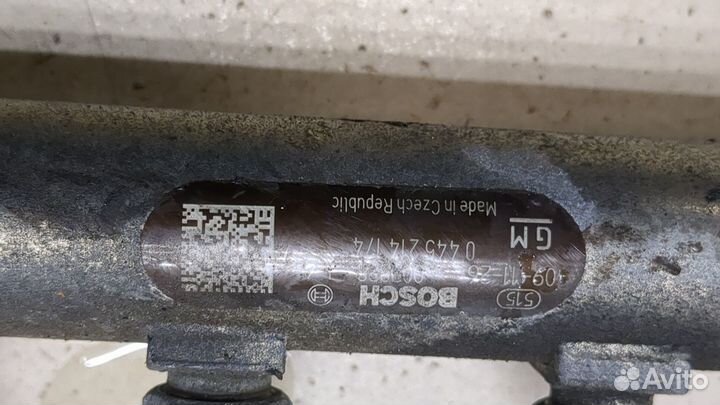 BOSCH
515
0 445 214 174
GM
Made in Czech Republic
Avito